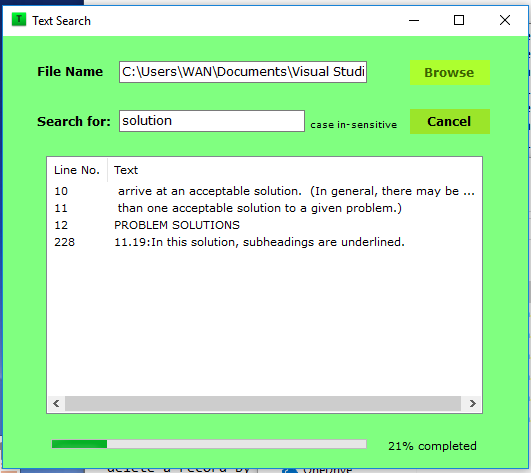 Text Search
File Name C:\Users\WAN\Documents\Visual Studi Browse
Search for: solution case in-sensitive Cancel
Line No. Text
10 arrive at an acceptable solution. (In general, there may be ...
11 than one acceptable solution to a given problem.)
12 PROBLEM SOLUTIONS
228 11.19:In this solution, subheadings are underlined.
21% completed
delete a record by OneDrive